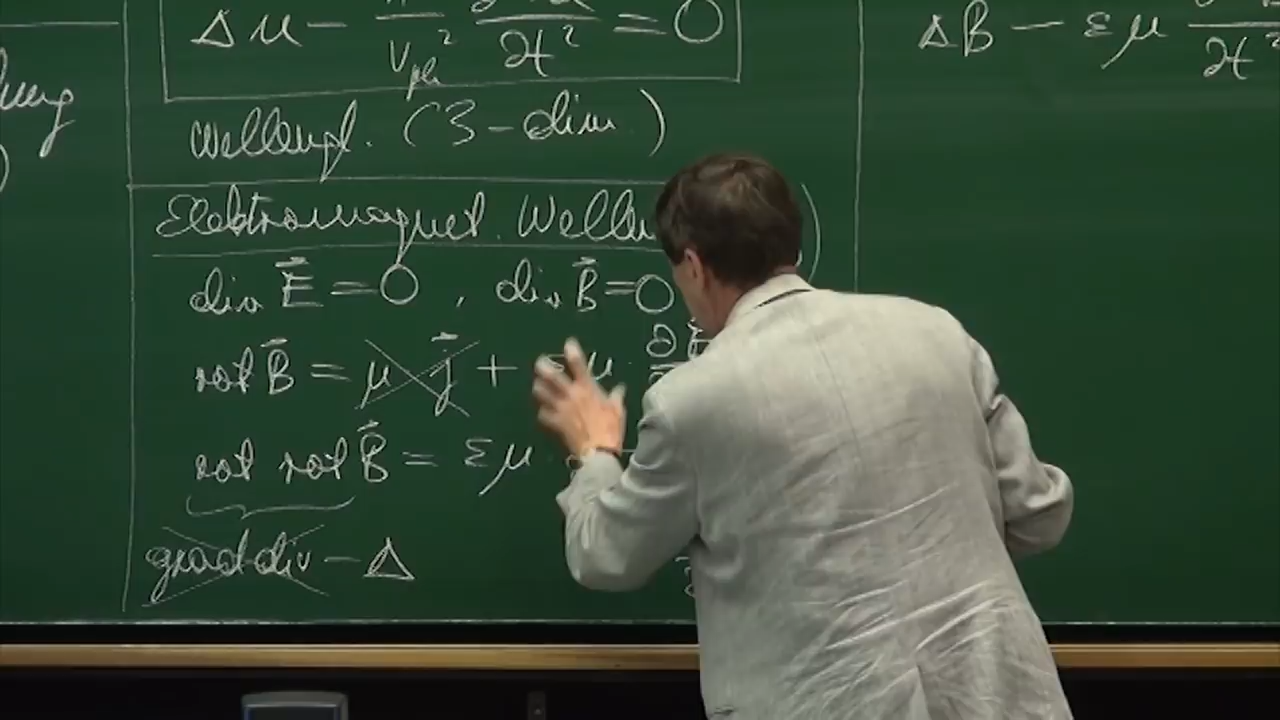 Δu − 1/v_ph² ∂²u/∂t² = 0
Wellengl. (3-dim.)
Elektromagnet. Wellen
div E⃗ = 0 , div B⃗ = 0
rot B⃗ = μ j⃗ + εμ · ∂E⃗
rot rot B⃗ = εμ
grad div − Δ
ΔB − εμ ∂²B/∂t²